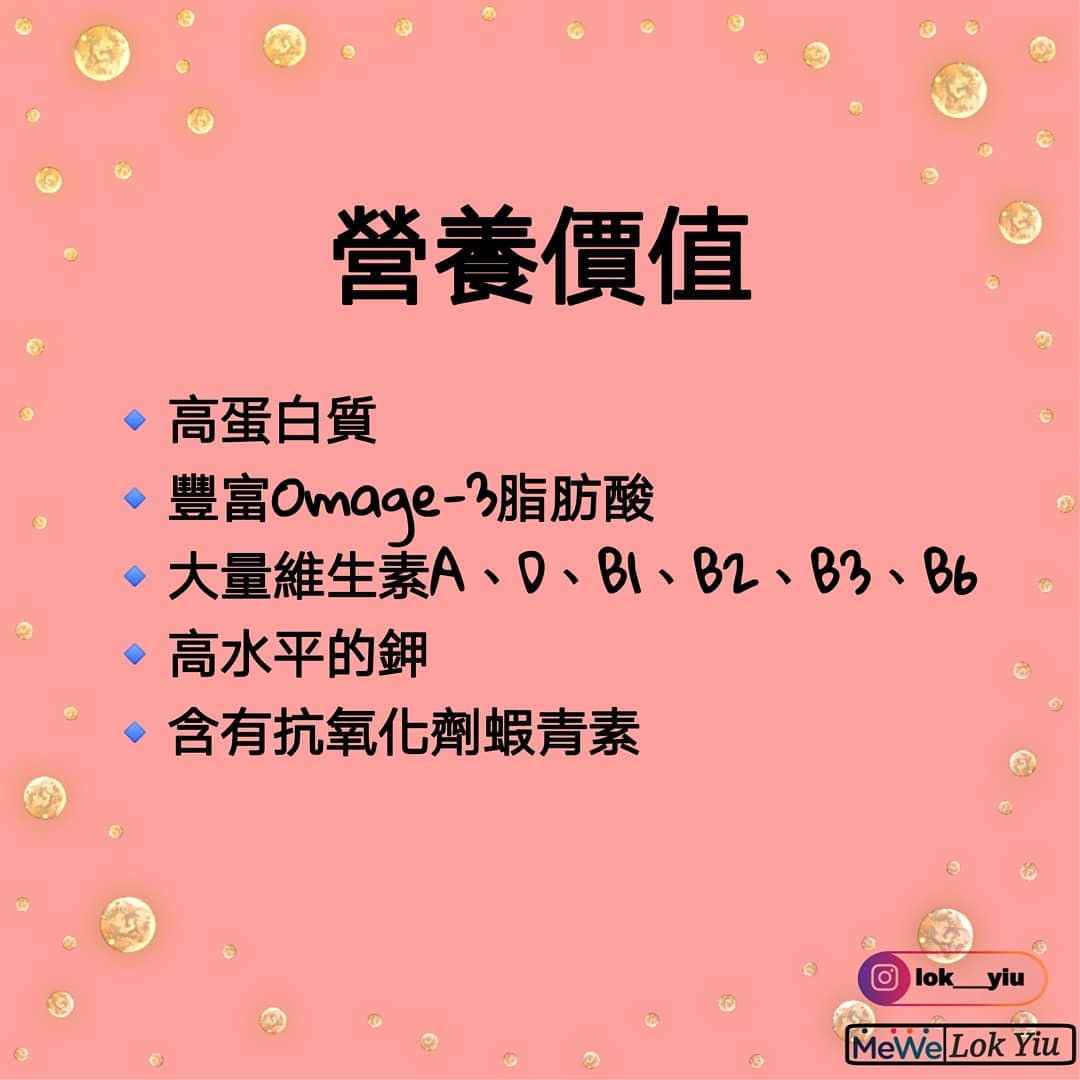 營養價值
高蛋白質
豐富Omage-3脂肪酸
大量維生素A、D、B1、B2、B3、B6
高水平的鉀
含有抗氧化劑蝦青素
lok__yiu
MeWe Lok Yiu